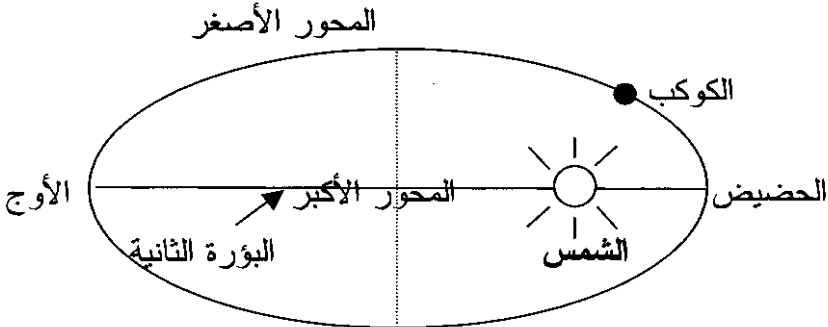 المحور الأصغر
الكوكب
الحضيض
المحور الأكبر
الأوج
الشمس
البؤرة الثانية